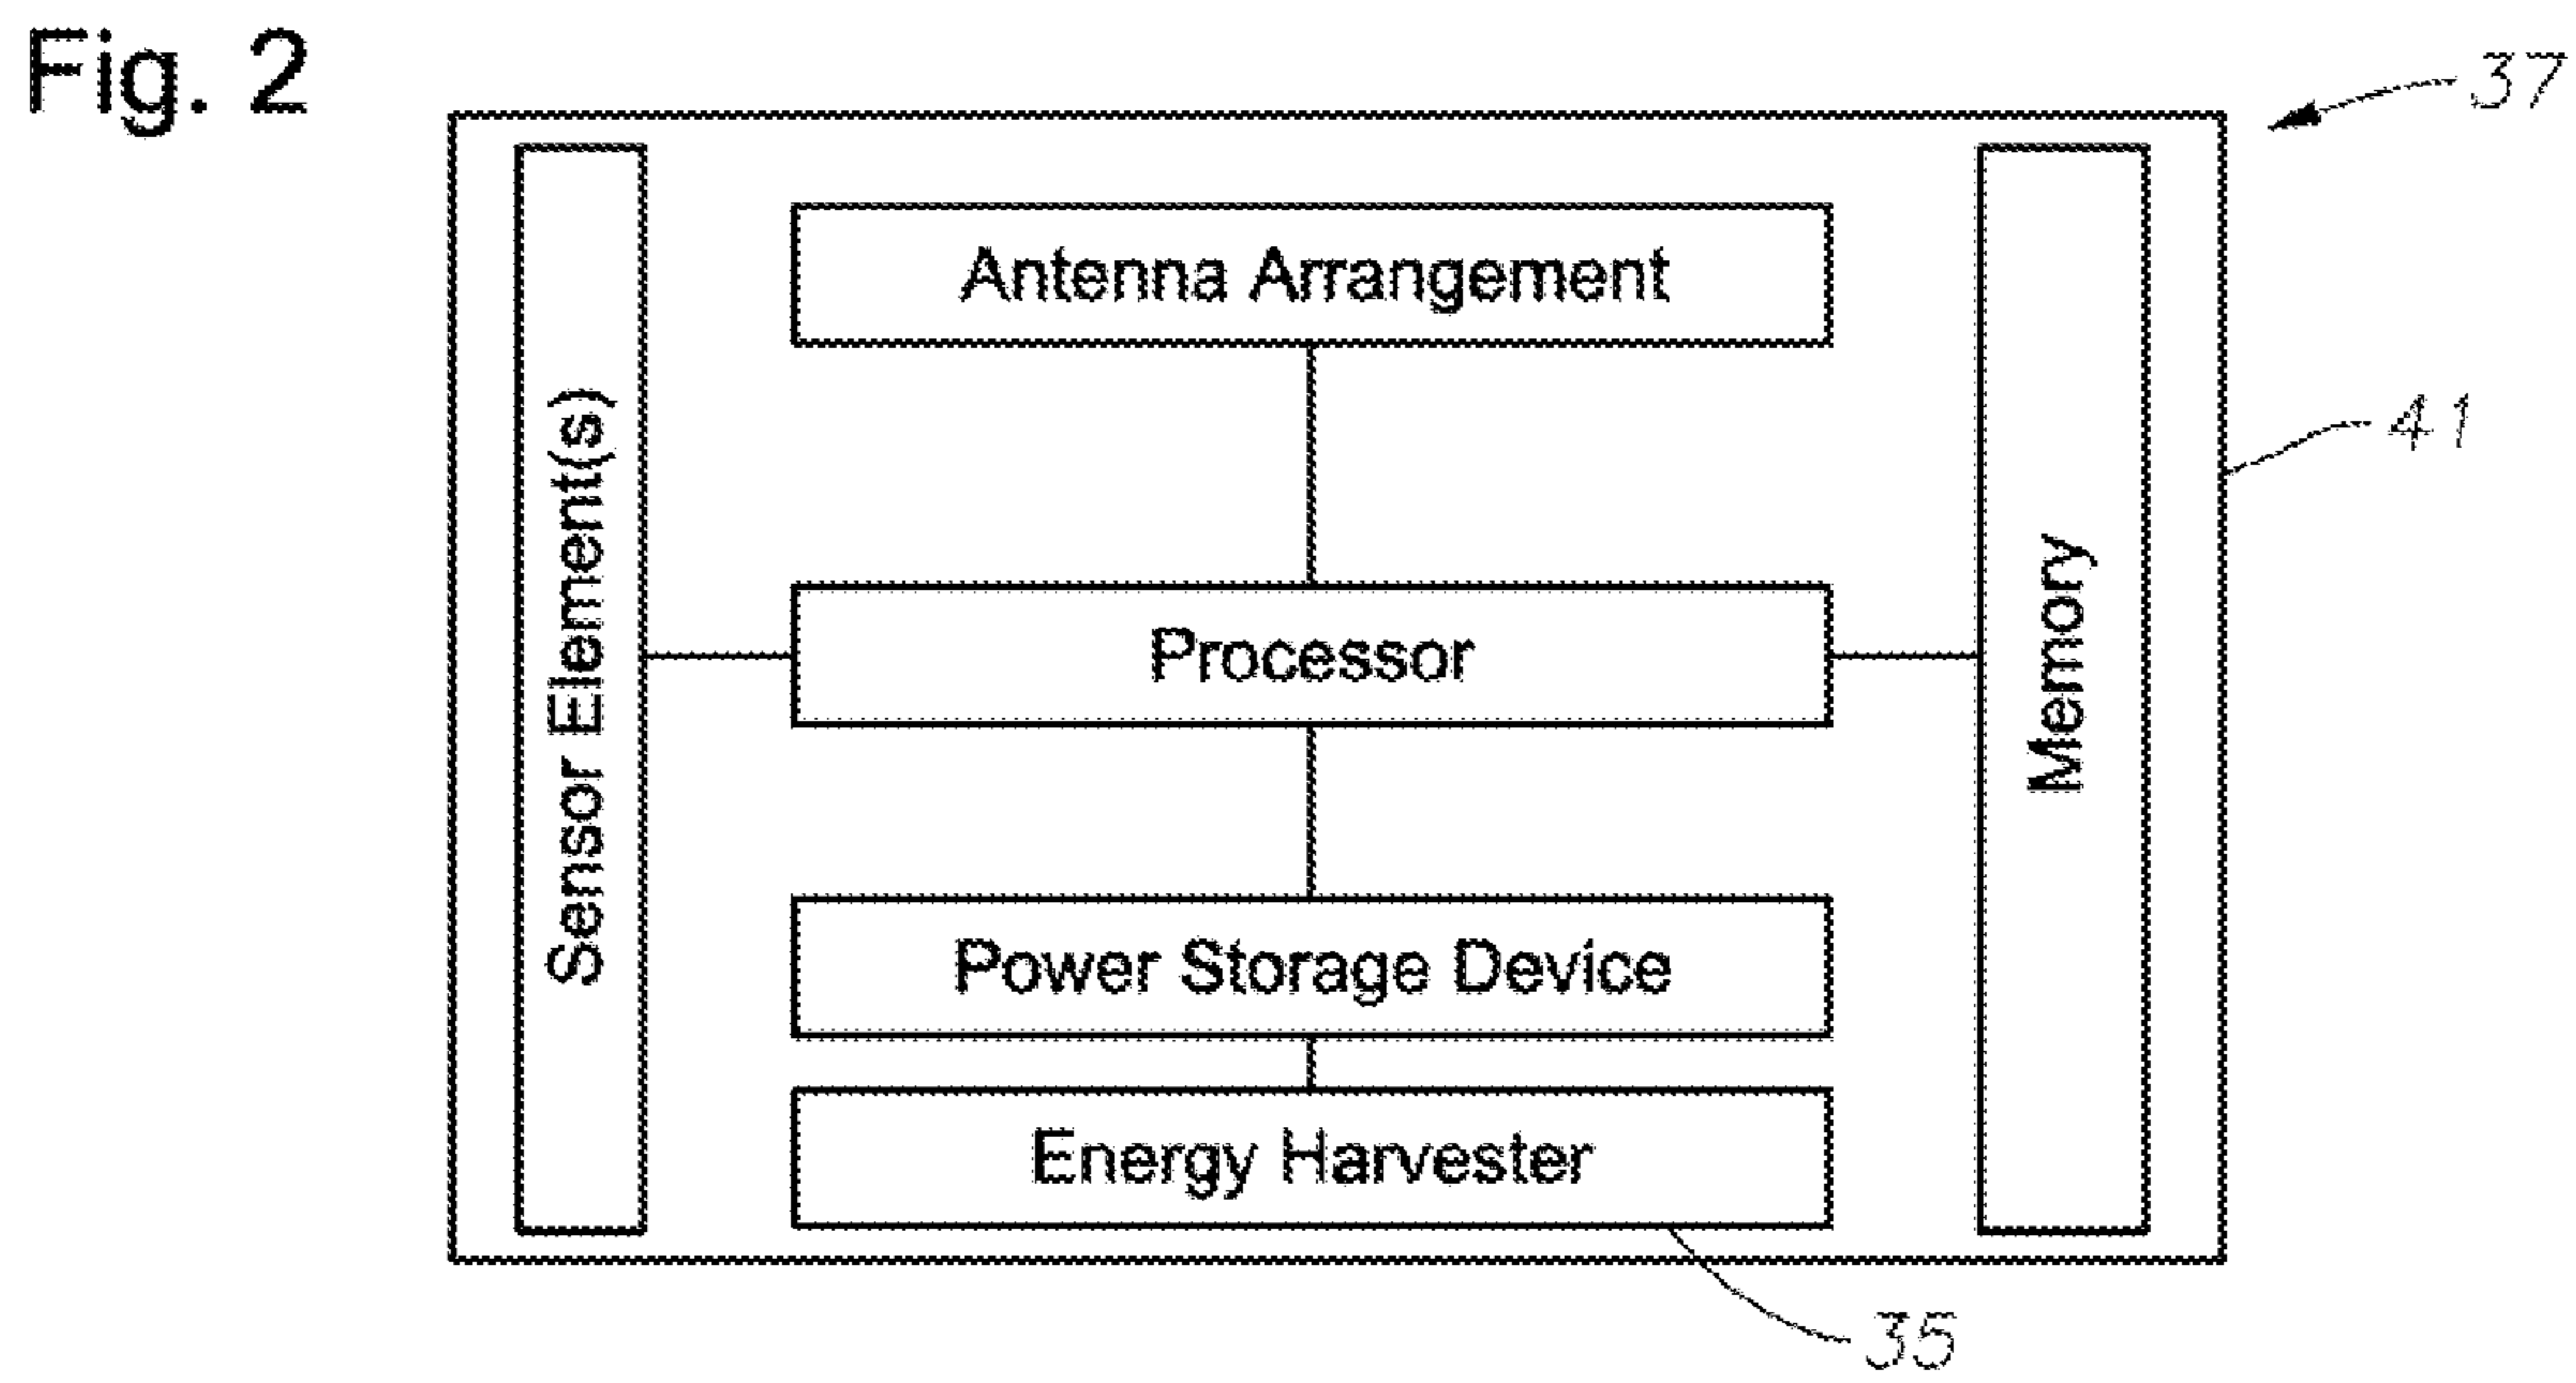 Fig. 2
37
Antenna Arrangement
41
Sensor Element(s)
Processor
Memory
Power Storage Device
Energy Harvester
35